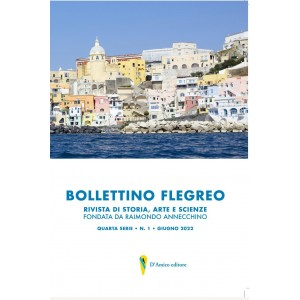 BOLLETTINO FLEGREO
RIVISTA DI STORIA, ARTE E SCIENZE
FONDATA DA RAIMONDO ANNECCHINO
QUARTA SERIE • N. 1 • GIUGNO 2022
D'Amico editore